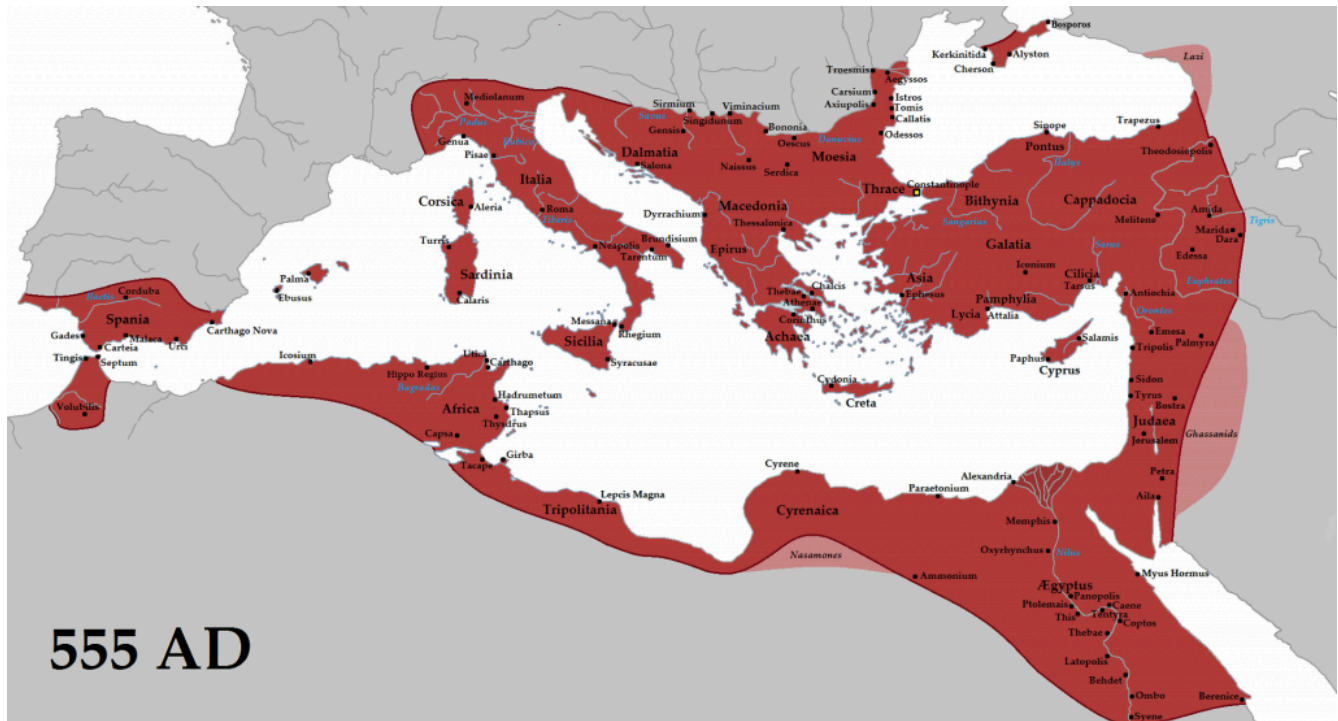 Bosporos
Kerkinitida
Alyston
Cherson
Lazi
Troesmis
Aegyssos
Mediolanum
Carsium
Istros
Sirmium
Viminacium
Axiupolis
Tomis
Padus
Savus
Singidunum
Bononia
Callatis
Sinope
Trapezus
Gensis
Danuvius
Odessos
Genua
Rubico
Oescus
Pontus
Theodosiopolis
Pisae
Dalmatia
Naissus
Moesia
Halys
Salona
Serdica
Italia
Thrace
Constantinople
Corsica
Aleria
Roma
Macedonia
Bithynia
Cappadocia
Amida
Tiberis
Dyrrachium
Thessalonica
Sangarius
Melitene
Tigris
Turris
Neapolis
Brundisium
Epirus
Galatia
Sarus
Marida
Dara
Tarentum
Edessa
Palma
Sardinia
Asia
Iconium
Cilicia
Tarsus
Euphrates
Corduba
Ebusus
Calaris
Thebae
Chalcis
Ephesus
Pamphylia
Antiochia
Baetis
Athenae
Lycia
Attalia
Orontes
Spania
Carthago Nova
Messana
Rhegium
Corinthus
Achaea
Emesa
Gades
Malaca
Urci
Sicilia
Salamis
Palmyra
Carteia
Tripolis
Tingis
Septum
Icosium
Utica
Carthago
Syracusae
Paphus
Cyprus
Hippo Regius
Bagradas
Cydonia
Sidon
Volubilis
Hadrumetum
Creta
Tyrus
Bostra
Africa
Thapsus
Thysdrus
Judaea
Capsa
Jerusalem
Ghassanids
Tacape
Girba
Cyrene
Alexandria
Petra
Lepcis Magna
Paraetonium
Aila
Tripolitania
Cyrenaica
Memphis
Nasamones
Oxyrhynchus
Nilus
Ammonium
Myus Hormus
Ægyptus
Panopolis
Ptolemais
Caene
This
Tentyra
Coptos
Thebae
555 AD
Latopolis
Behdet
Ombo
Berenice
Syene